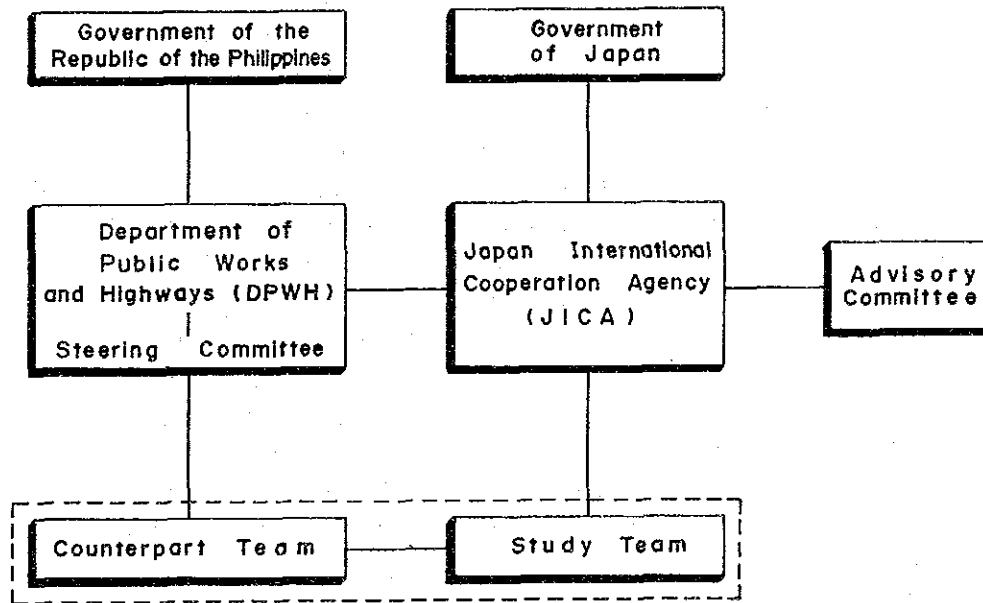 Government of the
Republic of the Philippines
Government
of Japan
Department of
Public Works
and Highways (DPWH)
Steering Committee
Japan International
Cooperation Agency
(JICA)
Advisory
Committee
Counterpart Team
Study Team